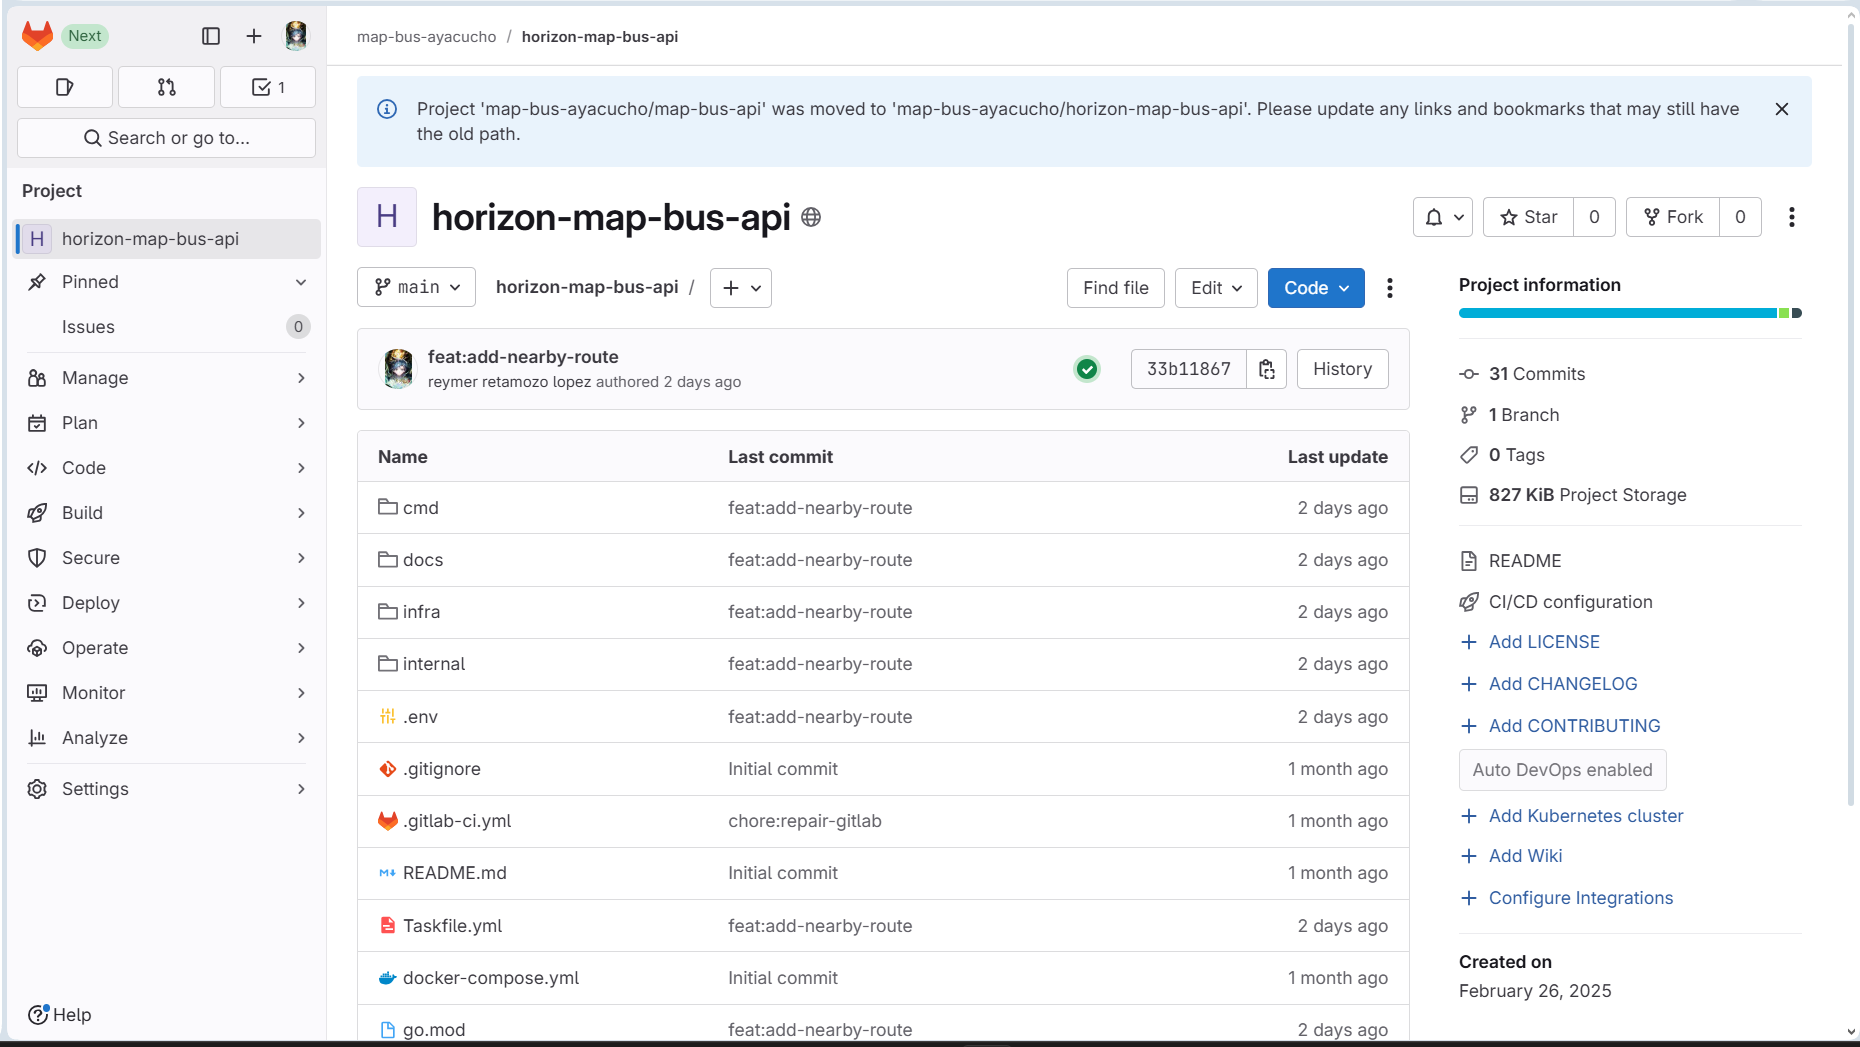 Next
1
Search or go to...
Project
H horizon-map-bus-api
Pinned
Issues 0
Manage
Plan
Code
Build
Secure
Deploy
Operate
Monitor
Analyze
Settings
Help
map-bus-ayacucho / horizon-map-bus-api
Project 'map-bus-ayacucho/map-bus-api' was moved to 'map-bus-ayacucho/horizon-map-bus-api'. Please update any links and bookmarks that may still have
the old path.
H horizon-map-bus-api
Star 0 Fork 0
main horizon-map-bus-api / Find file Edit Code
feat:add-nearby-route
reymer retamozo lopez authored 2 days ago
33b11867 History
Name Last commit Last update
cmd feat:add-nearby-route 2 days ago
docs feat:add-nearby-route 2 days ago
infra feat:add-nearby-route 2 days ago
internal feat:add-nearby-route 2 days ago
.env feat:add-nearby-route 2 days ago
.gitignore Initial commit 1 month ago
.gitlab-ci.yml chore:repair-gitlab 1 month ago
README.md Initial commit 1 month ago
Taskfile.yml feat:add-nearby-route 2 days ago
docker-compose.yml Initial commit 1 month ago
go.mod feat:add-nearby-route 2 days ago
Project information
31 Commits
1 Branch
0 Tags
827 KiB Project Storage
README
CI/CD configuration
Add LICENSE
Add CHANGELOG
Add CONTRIBUTING
Auto DevOps enabled
Add Kubernetes cluster
Add Wiki
Configure Integrations
Created on
February 26, 2025